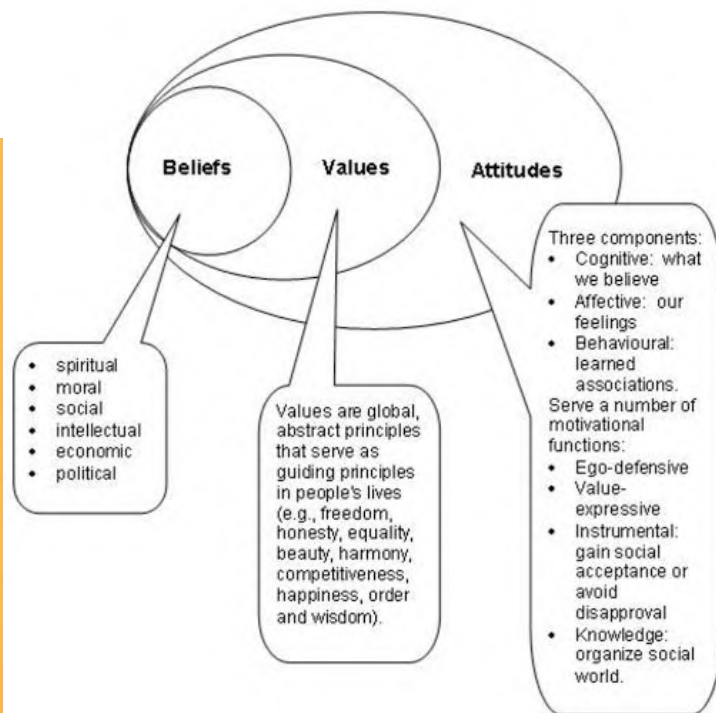 Beliefs
Values
Attitudes
• spiritual
• moral
• social
• intellectual
• economic
• political
Values are global,
abstract principles
that serve as
guiding principles
in people's lives
(e.g., freedom,
honesty, equality,
beauty, harmony,
competitiveness,
happiness, order
and wisdom).
Three components:
• Cognitive: what
we believe
• Affective: our
feelings
• Behavioural:
learned
associations.
Serve a number of
motivational
functions:
• Ego-defensive
• Value-
expressive
• Instrumental:
gain social
acceptance or
avoid
disapproval
• Knowledge:
organize social
world.